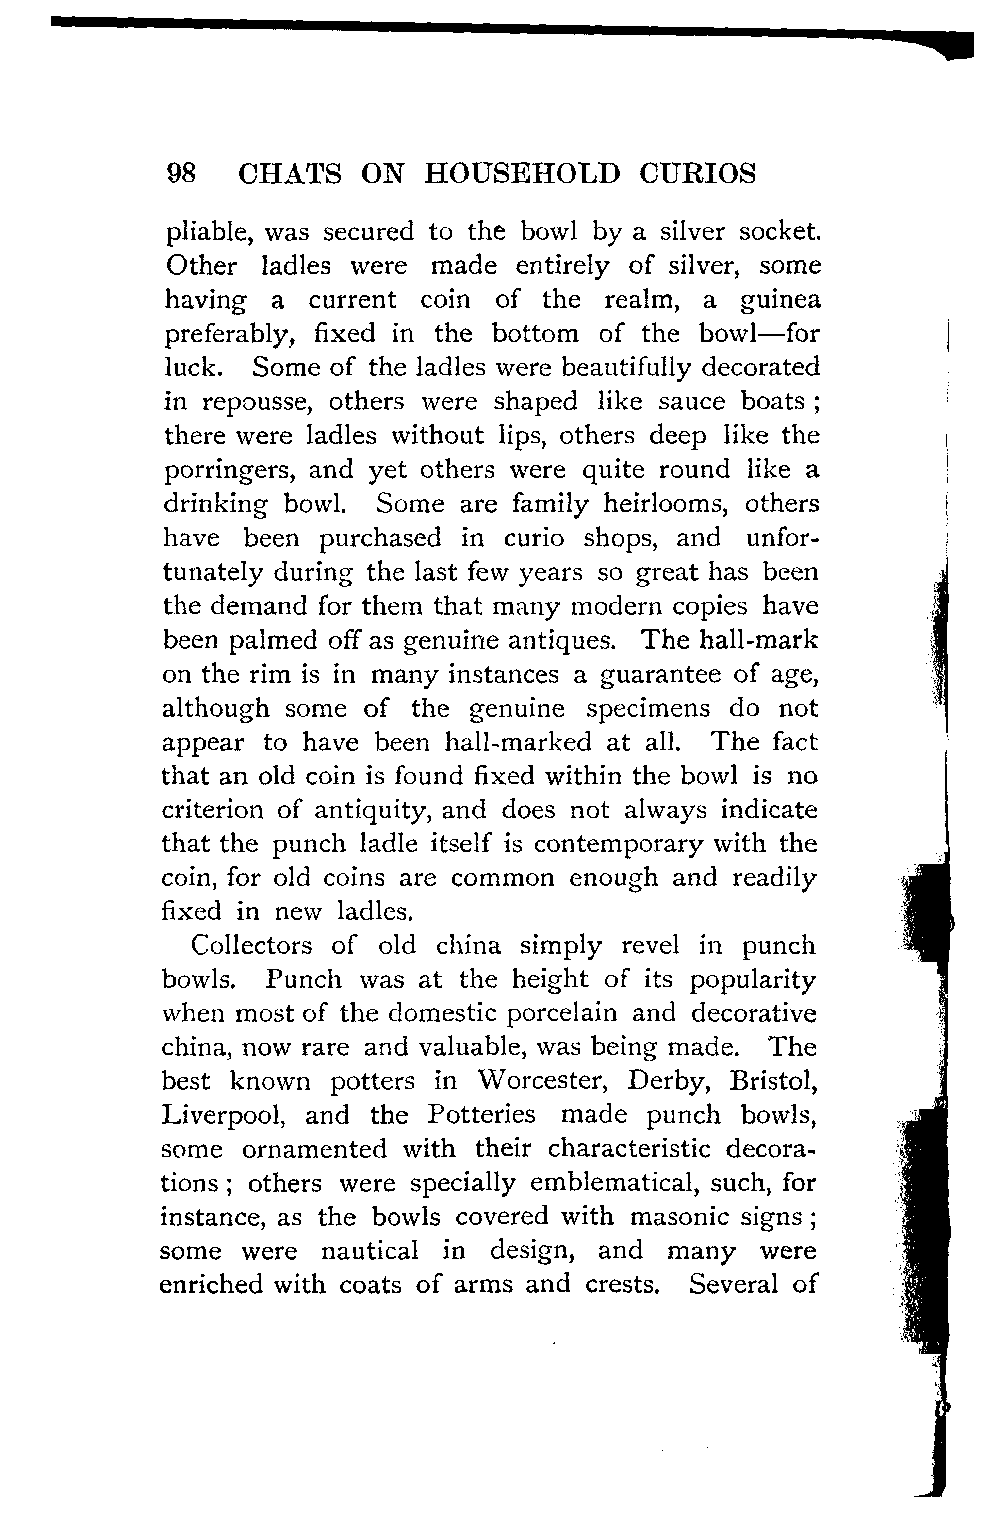 98 CHATS ON HOUSEHOLD CURIOS
pliable, was secured to the bowl by a silver socket.
Other ladles were made entirely of silver, some
having a current coin of the realm, a guinea
preferably, fixed in the bottom of the bowl—for
luck. Some of the ladles were beautifully decorated
in repousse, others were shaped like sauce boats ;
there were ladles without lips, others deep like the
porringers, and yet others were quite round like a
drinking bowl. Some are family heirlooms, others
have been purchased in curio shops, and unfor-
tunately during the last few years so great has been
the demand for them that many modern copies have
been palmed off as genuine antiques. The hall-mark
on the rim is in many instances a guarantee of age,
although some of the genuine specimens do not
appear to have been hall-marked at all. The fact
that an old coin is found fixed within the bowl is no
criterion of antiquity, and does not always indicate
that the punch ladle itself is contemporary with the
coin, for old coins are common enough and readily
fixed in new ladles.
Collectors of old china simply revel in punch
bowls. Punch was at the height of its popularity
when most of the domestic porcelain and decorative
china, now rare and valuable, was being made. The
best known potters in Worcester, Derby, Bristol,
Liverpool, and the Potteries made punch bowls,
some ornamented with their characteristic decora-
tions ; others were specially emblematical, such, for
instance, as the bowls covered with masonic signs ;
some were nautical in design, and many were
enriched with coats of arms and crests. Several of